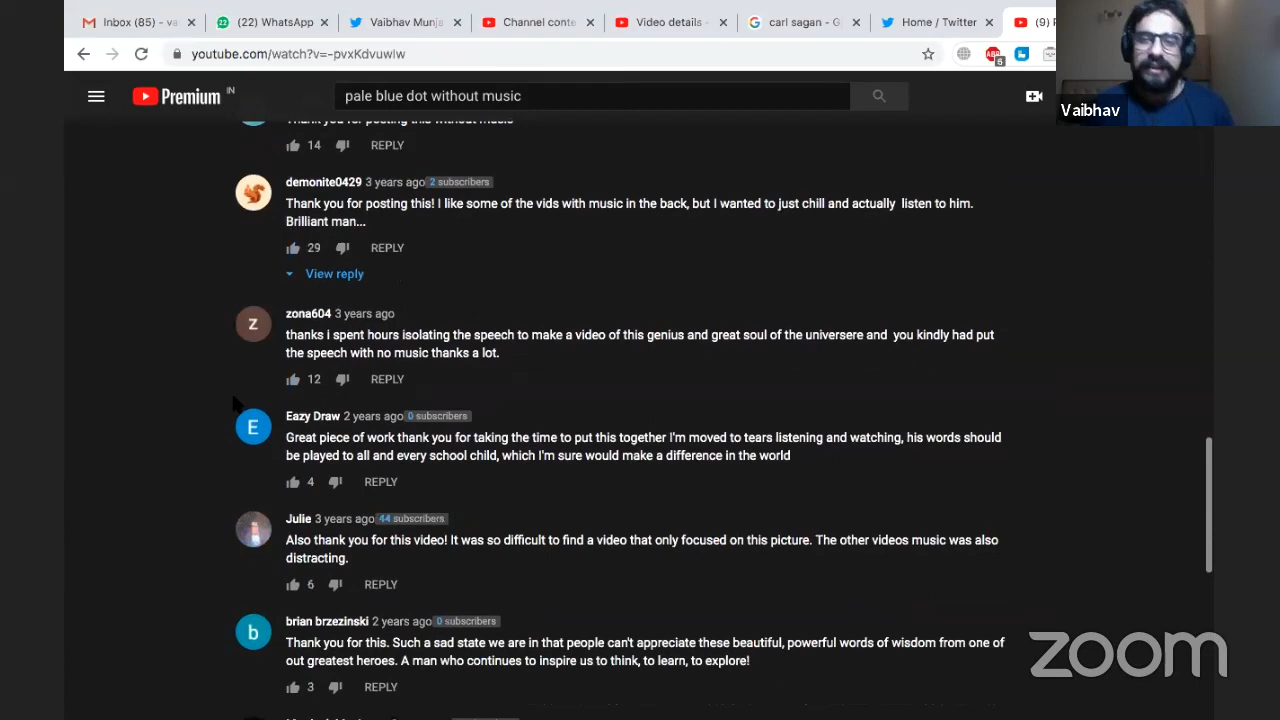 Inbox (85) - va
(22) WhatsApp
Vaibhav Munja
Channel conte
Video details -
carl sagan - G
Home / Twitter
(9) P
youtube.com/watch?v=-pvxKdvuwlw
ABP
6
Premium IN
pale blue dot without music
Vaibhav
Thank you for posting this without music
14 REPLY
demonite0429 3 years ago 2 subscribers
Thank you for posting this! I like some of the vids with music in the back, but I wanted to just chill and actually listen to him.
Brilliant man...
29 REPLY
View reply
z
zona604 3 years ago
thanks i spent hours isolating the speech to make a video of this genius and great soul of the universere and you kindly had put
the speech with no music thanks a lot.
12 REPLY
E
Eazy Draw 2 years ago 0 subscribers
Great piece of work thank you for taking the time to put this together I'm moved to tears listening and watching, his words should
be played to all and every school child, which I'm sure would make a difference in the world
4 REPLY
Julie 3 years ago 44 subscribers
Also thank you for this video! It was so difficult to find a video that only focused on this picture. The other videos music was also
distracting.
6 REPLY
b
brian brzezinski 2 years ago 0 subscribers
Thank you for this. Such a sad state we are in that people can't appreciate these beautiful, powerful words of wisdom from one of
out greatest heroes. A man who continues to inspire us to think, to learn, to explore!
3 REPLY
zoom